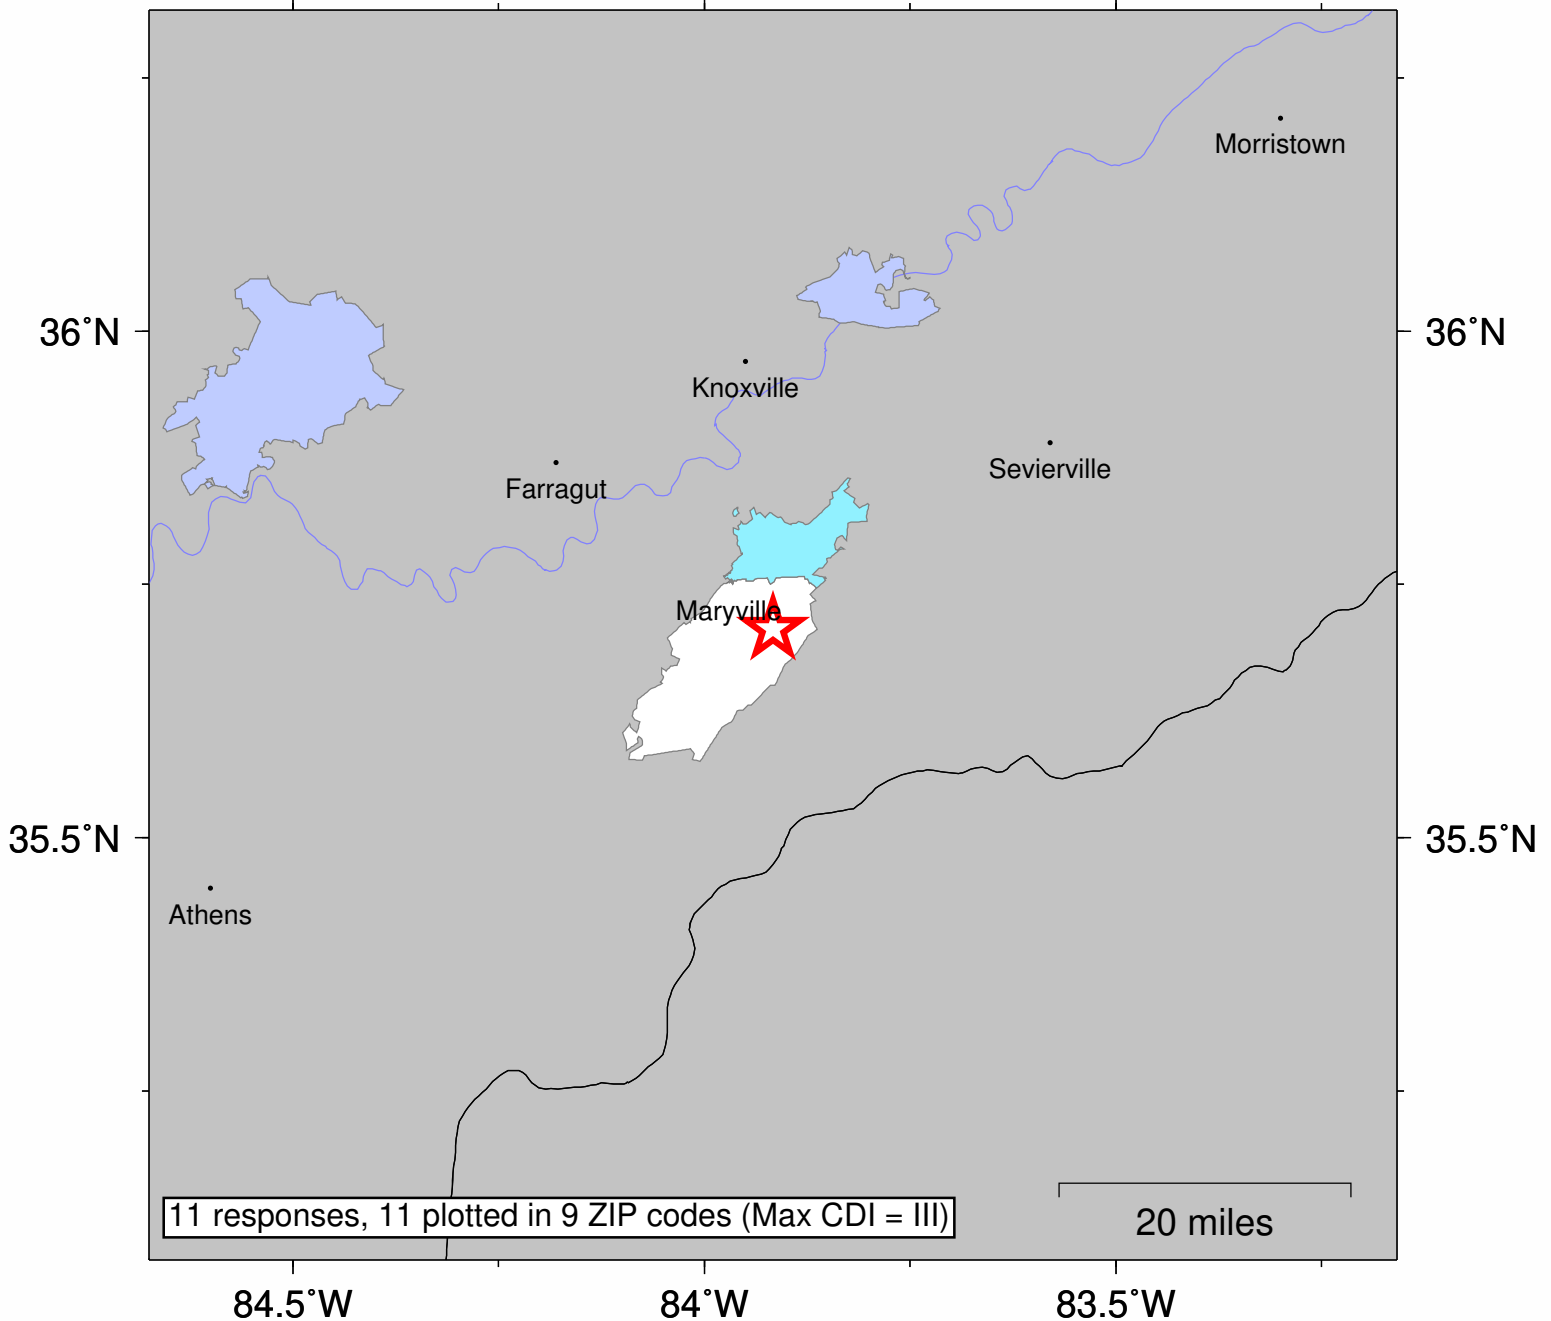 Morristown
36˚N
36˚N
Knoxville
Sevierville
Farragut
Maryville
35.5˚N
35.5˚N
Athens
11 responses, 11 plotted in 9 ZIP codes (Max CDI = III)
20 miles
84.5˚W
84˚W
83.5˚W